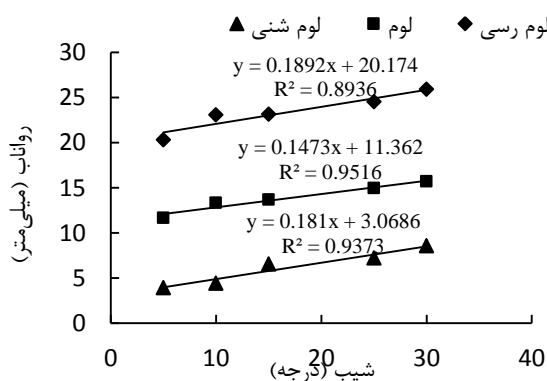 لوم رسی لوم لوم شنی
30
25
20
15
10
5
0
y = 0.1892x + 20.174
R² = 0.8936
y = 0.1473x + 11.362
R² = 0.9516
y = 0.181x + 3.0686
R² = 0.9373
رواناب (میلی‌متر)
0 10 20 30 40
شیب (درجه)